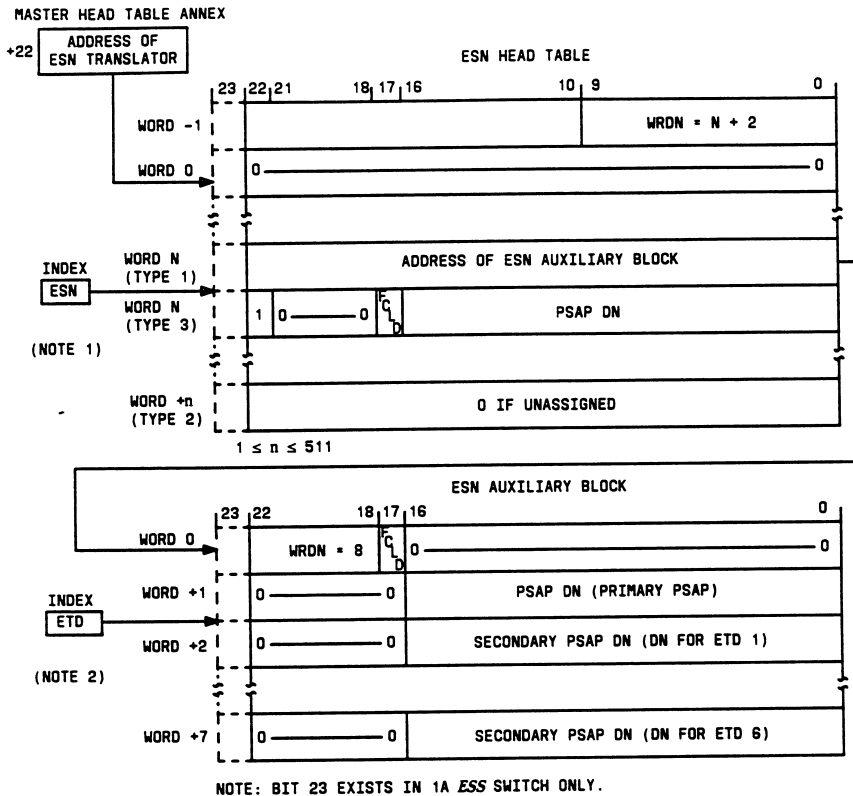 MASTER HEAD TABLE ANNEX
+22 ADDRESS OF
ESN TRANSLATOR
ESN HEAD TABLE
23 22 21 18 17 16 10 9 0
WORD -1 WRDN = N + 2
WORD 0 0 0
WORD N
(TYPE 1) ADDRESS OF ESN AUXILIARY BLOCK
INDEX
ESN
(NOTE 1)
WORD N
(TYPE 3) 1 0 0 FCLD PSAP DN
WORD +n
(TYPE 2) 0 IF UNASSIGNED
1 ≤ n ≤ 511
ESN AUXILIARY BLOCK
23 22 18 17 16 0
WORD 0 WRDN = 8 FCLD 0 0
WORD +1 0 0 PSAP DN (PRIMARY PSAP)
INDEX
ETD
(NOTE 2)
WORD +2 0 0 SECONDARY PSAP DN (DN FOR ETD 1)
WORD +7 0 0 SECONDARY PSAP DN (DN FOR ETD 6)
NOTE: BIT 23 EXISTS IN 1A ESS SWITCH ONLY.